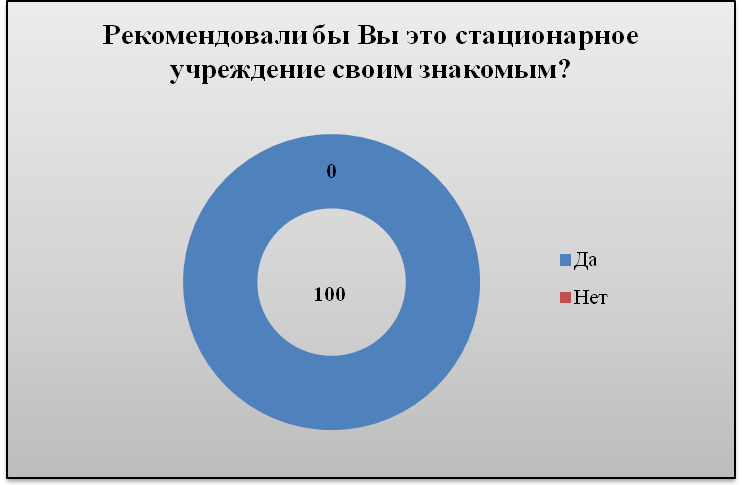 Рекомендовали бы Вы это стационарное
учреждение своим знакомым?
0
100
Да
Нет